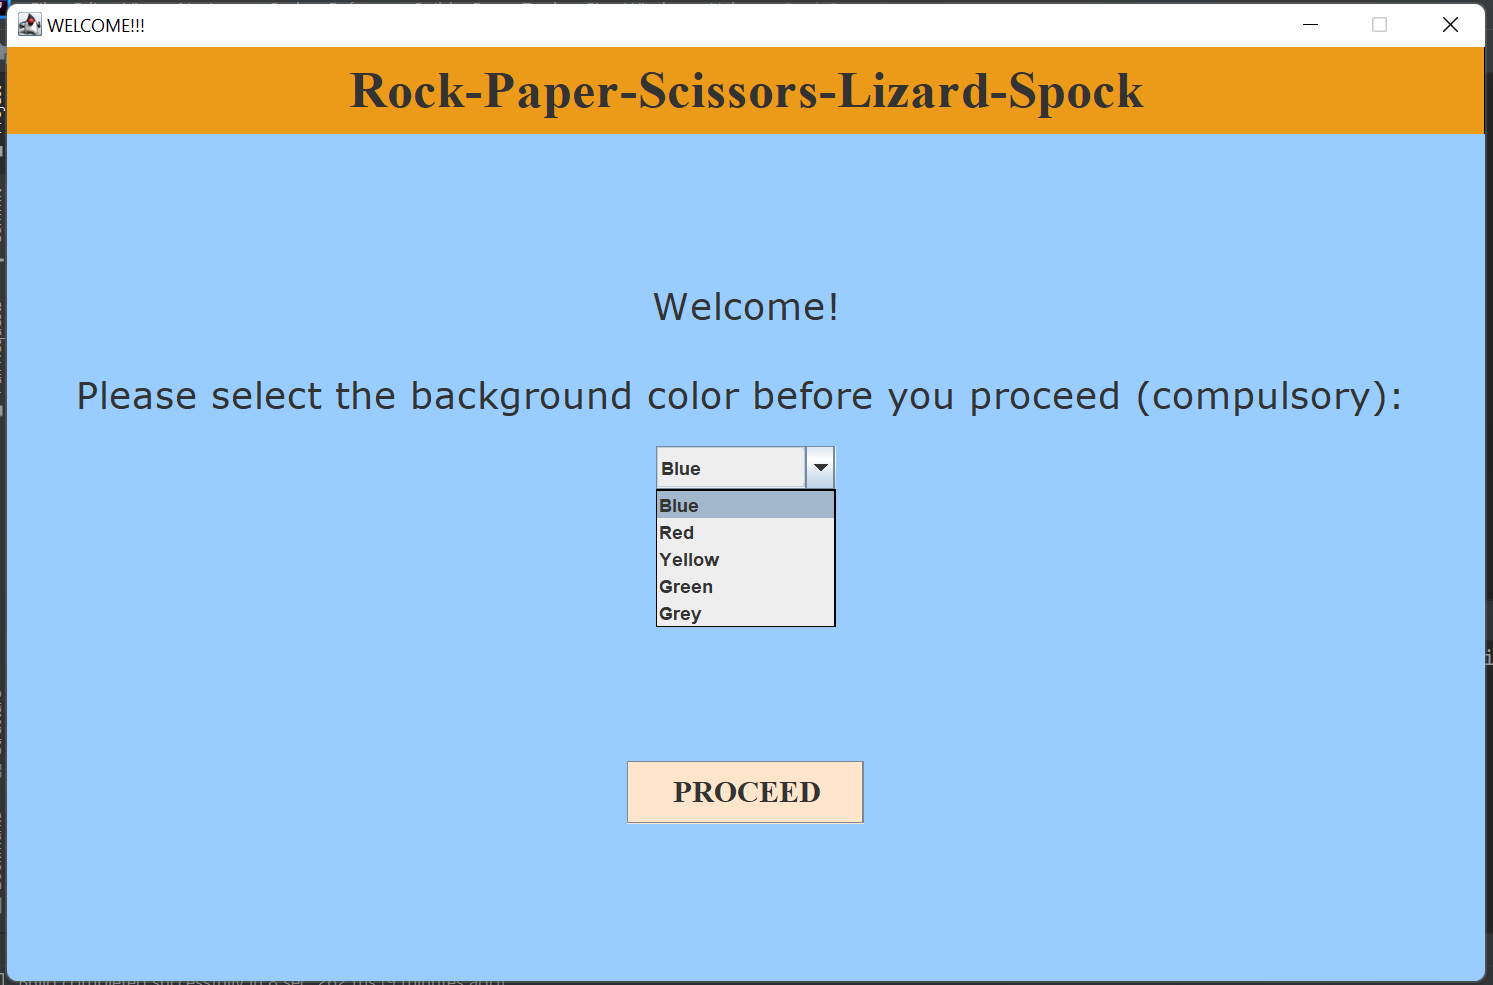 WELCOME!!!
Rock-Paper-Scissors-Lizard-Spock
Welcome!
Please select the background color before you proceed (compulsory):
Blue
Blue
Red
Yellow
Green
Grey
PROCEED